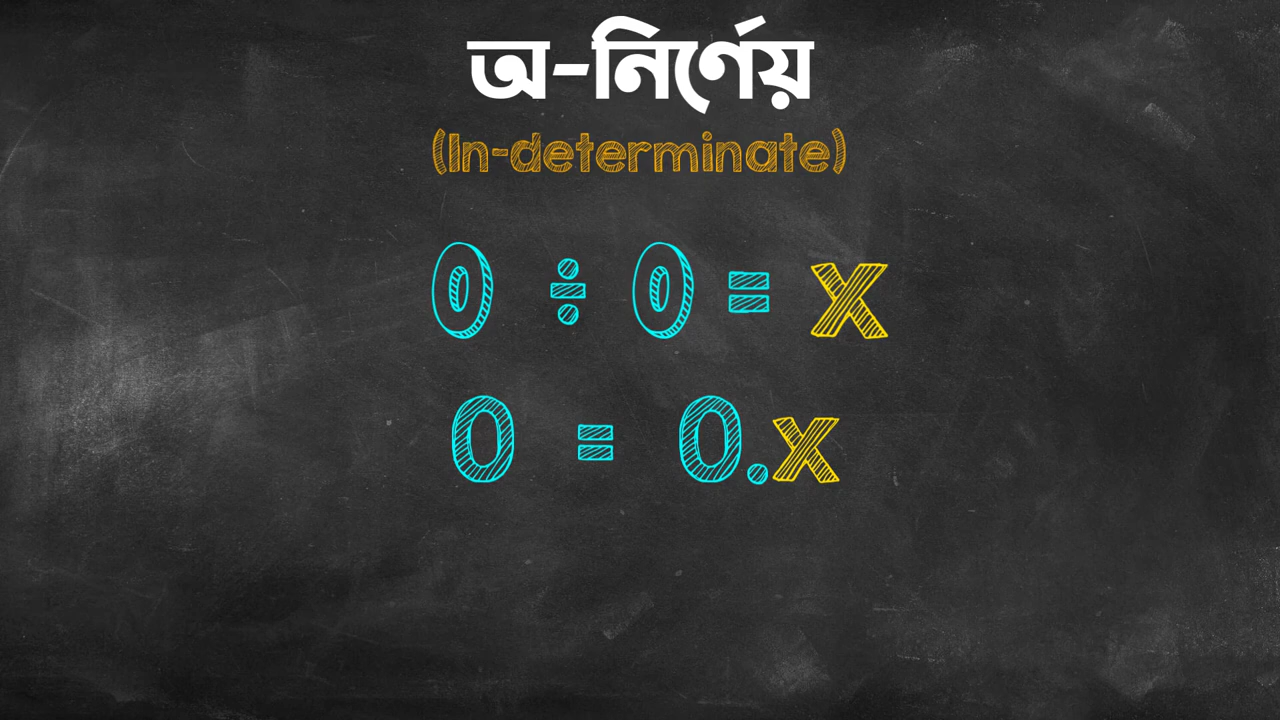 অ-নির্ণেয়
(In-determinate)
0 ÷ 0 = x
0 = 0.x